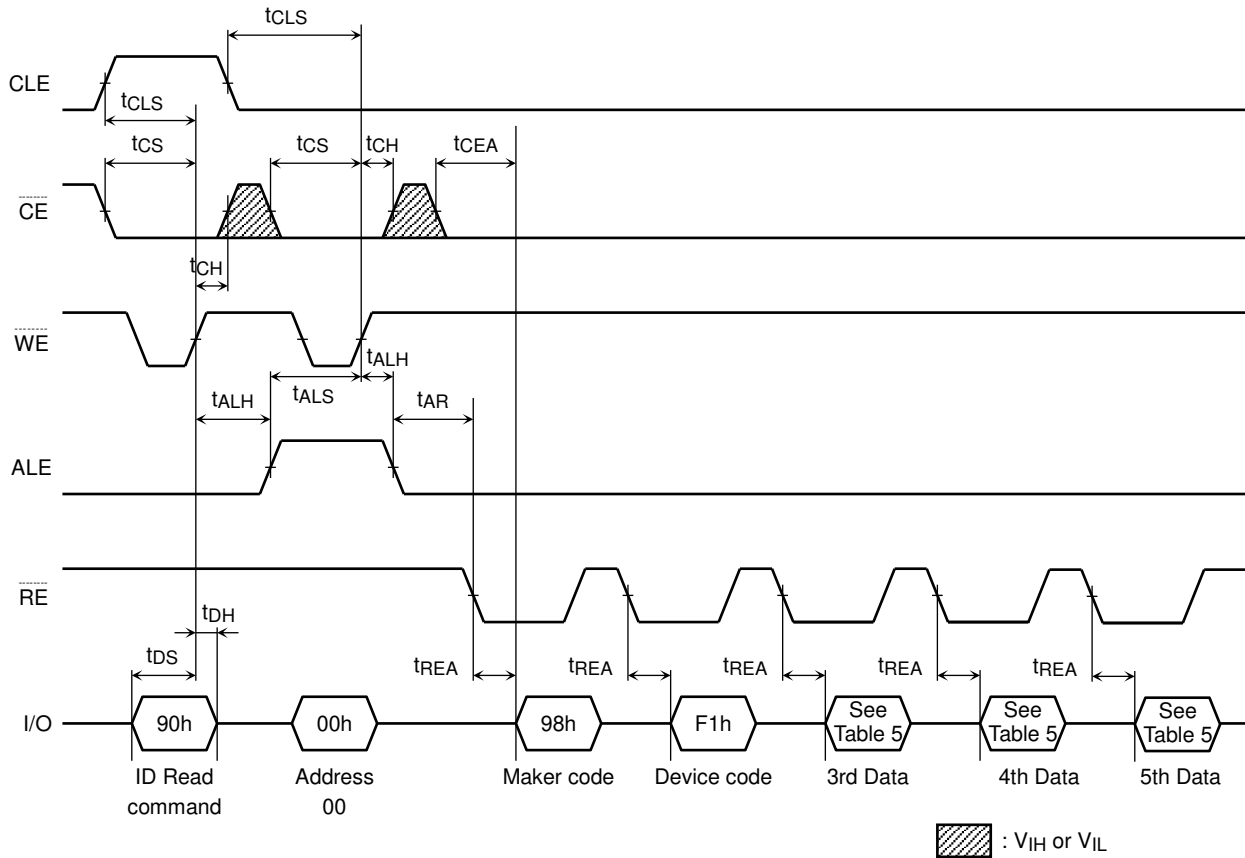 tCLS
CLE
tCLS
tCS
tCS
tCH
tCEA
CE
tCH
WE
tALH
tALH
tALS
tAR
ALE
RE
tDH
tDS
tREA
tREA
tREA
tREA
tREA
I/O
90h
00h
98h
F1h
See
Table 5
See
Table 5
See
Table 5
ID Read
command
Address
00
Maker code
Device code
3rd Data
4th Data
5th Data
: VIH or VIL